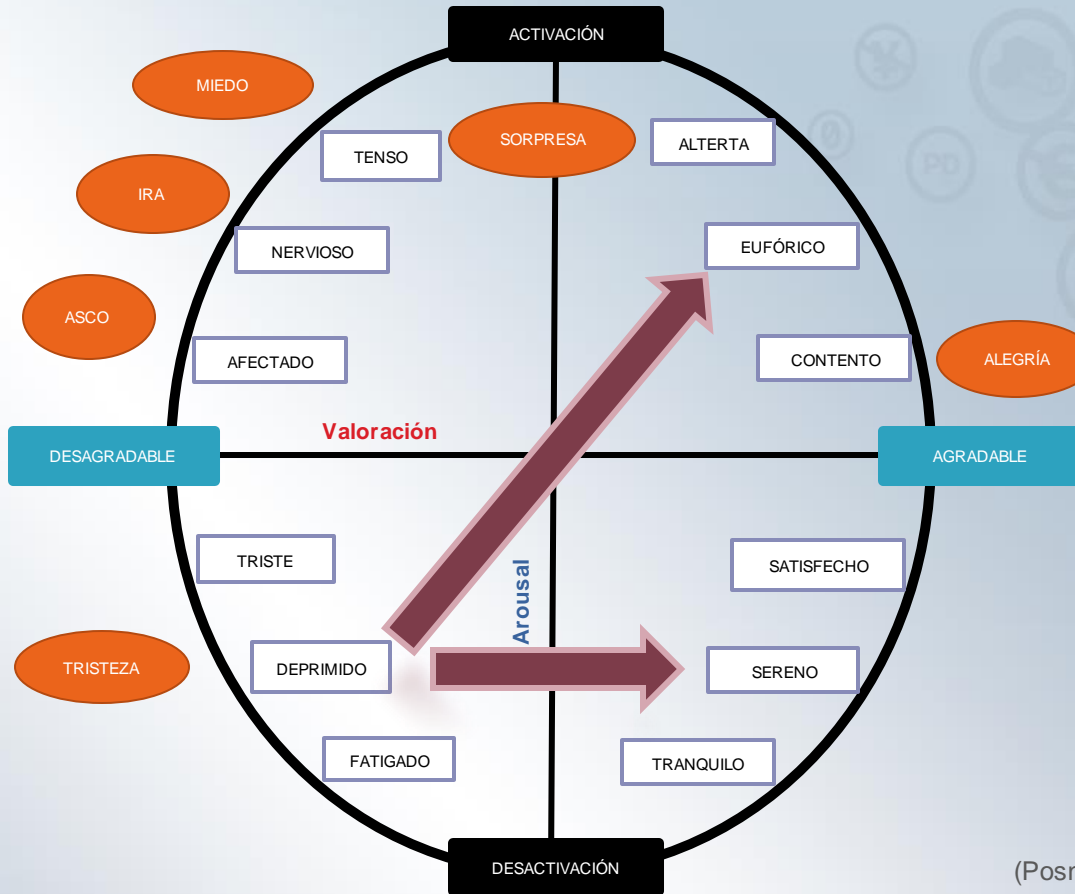 ACTIVACIÓN
MIEDO
SORPRESA
ALTERTA
TENSO
IRA
NERVIOSO
EUFÓRICO
ASCO
AFECTADO
CONTENTO
ALEGRÍA
Valoración
DESAGRADABLE
AGRADABLE
TRISTE
SATISFECHO
Arousal
TRISTEZA
DEPRIMIDO
SERENO
FATIGADO
TRANQUILO
DESACTIVACIÓN
PD